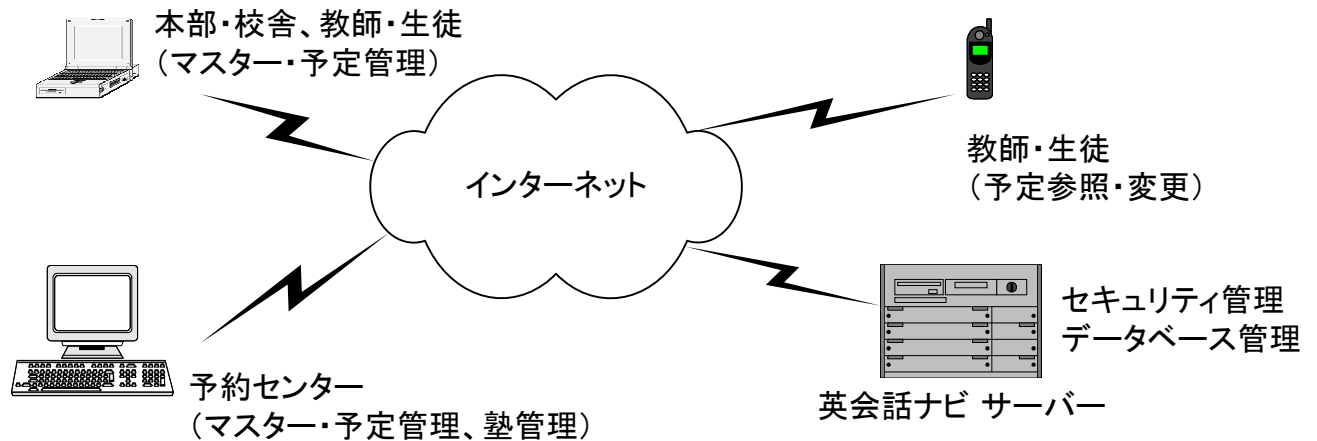 本部・校舎、教師・生徒
（マスター・予定管理）
インターネット
教師・生徒
（予定参照・変更）
予約センター
（マスター・予定管理、塾管理）
セキュリティ管理
データベース管理
英会話ナビ サーバー